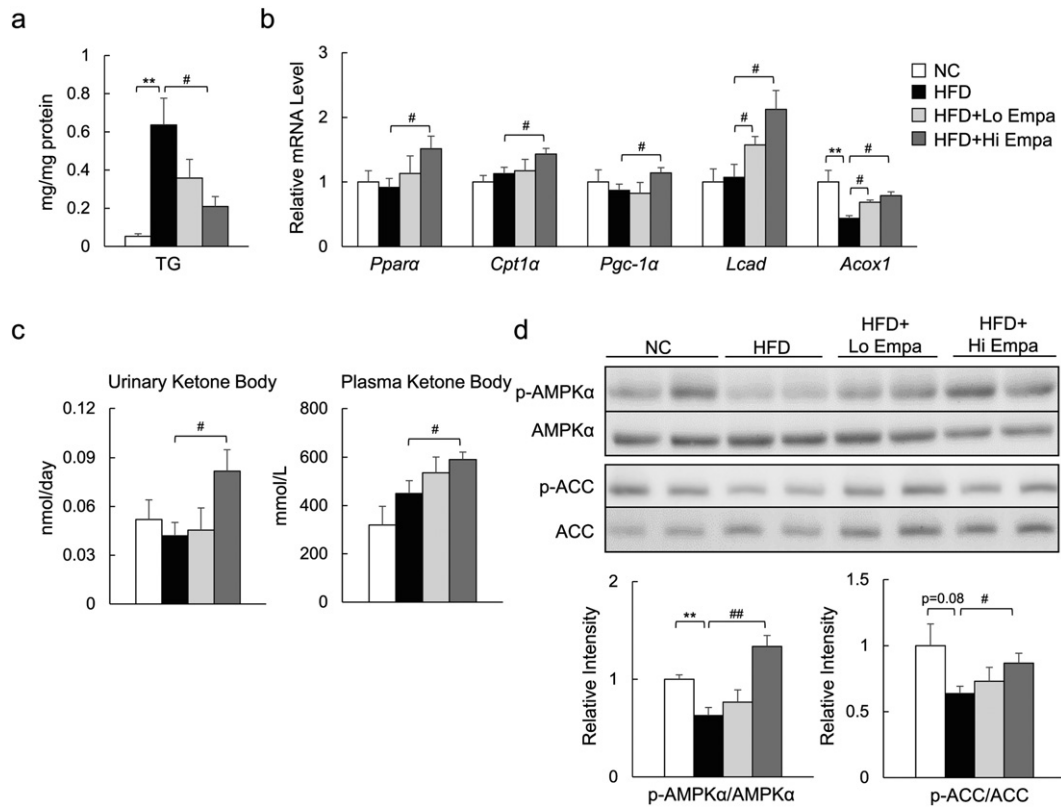 a
1
0.8
0.6
0.4
0.2
0
mg/mg protein
** #
TG
b
3
2
1
0
Relative mRNA Level
# # # # # ** # #
Pparα Cpt1α Pgc-1α Lcad Acox1
NC
HFD
HFD+Lo Empa
HFD+Hi Empa
c
Urinary Ketone Body
0.12
0.09
0.06
0.03
0
nmol/day
#
Plasma Ketone Body
800
600
400
200
0
mmol/L
#
d
NC HFD HFD+ Lo Empa HFD+ Hi Empa
p-AMPKα
AMPKα
p-ACC
ACC
2
1
0
Relative Intensity
** ##
p-AMPKα/AMPKα
1.5
1
0.5
0
Relative Intensity
p=0.08 #
p-ACC/ACC